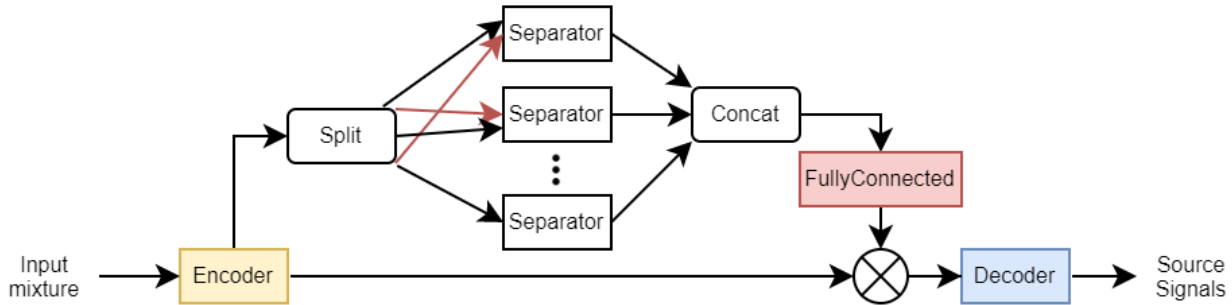 Separator
Separator
Split
Concat
Separator
FullyConnected
Input
mixture
Encoder
Decoder
Source
Signals